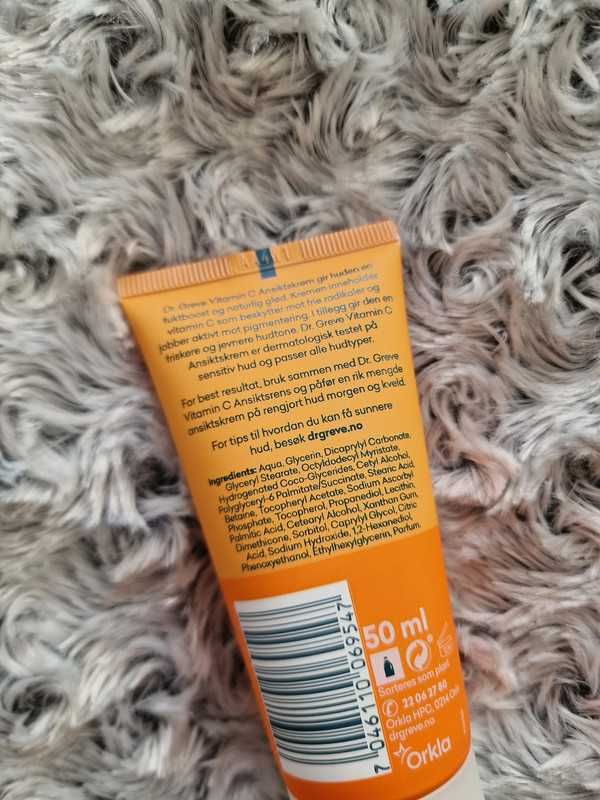 Dr. Greve Vitamin C Ansiktskrem gir huden en
fuktboost og naturlig glød. Kremen inneholder
vitamin C som beskytter mot frie radikaler og
jobber aktivt mot pigmentering. I tillegg gir den en
friskere og jevnere hudtone. Dr. Greve Vitamin C
Ansiktskrem er dermatologisk testet på
sensitiv hud og passer alle hudtyper.
For best resultat, bruk sammen med Dr. Greve
Vitamin C Ansiktsrens og påfør en rik mengde
ansiktskrem på rengjort hud morgen og kveld.
For tips til hvordan du kan få sunnere
hud, besøk drgreve.no
Ingredients: Aqua, Glycerin, Dicaprylyl Carbonate,
Glyceryl Stearate, Octyldodecyl Myristate,
Hydrogenated Coco-Glycerides, Cetyl Alcohol,
Polyglyceryl-6 Palmitate/Succinate, Stearic Acid,
Betaine, Tocopheryl Acetate, Sodium Ascorbyl
Phosphate, Tocopherol, Propanediol, Lecithin,
Palmitic Acid, Cetearyl Alcohol, Xanthan Gum,
Dimethicone, Sorbitol, Caprylyl Glycol, Citric
Acid, Sodium Hydroxide, 1,2-Hexanediol,
Phenoxyethanol, Ethylhexylglycerin, Parfum.
50 ml
Sorteres som plast
22 06 27 80
Orkla HPC, 0214 Oslo
drgreve.no
Orkla
7 046110 069547